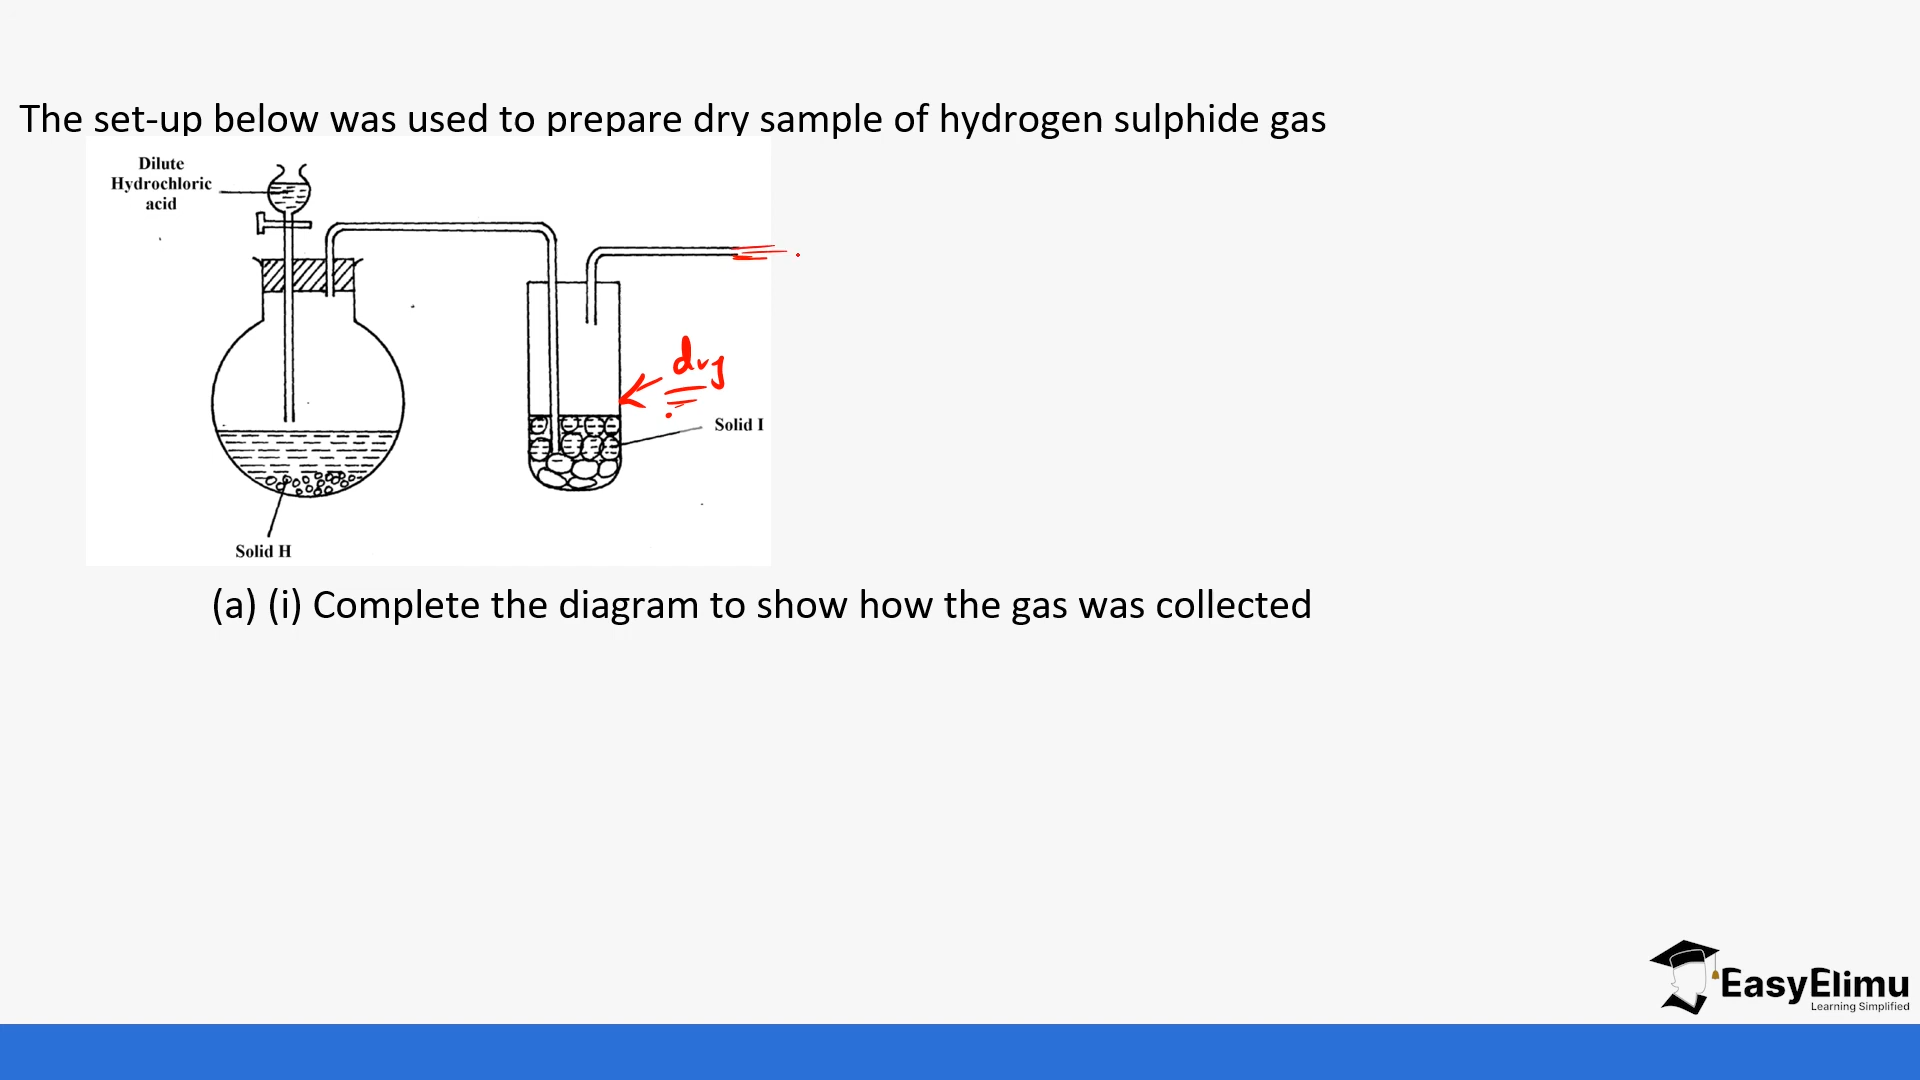 The set-up below was used to prepare dry sample of hydrogen sulphide gas
Dilute
Hydrochloric
acid
dry
Solid I
Solid H
(a) (i) Complete the diagram to show how the gas was collected
EasyElimu
Learning Simplified